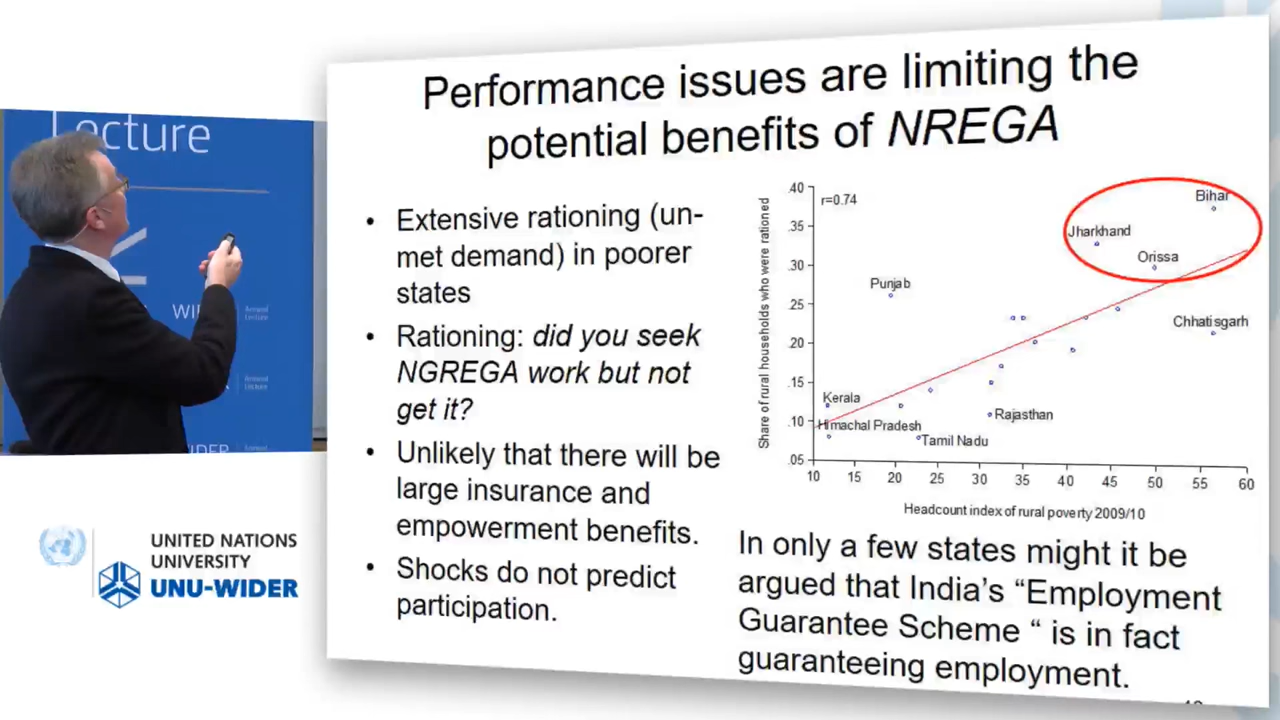 Lecture
Performance issues are limiting the
potential benefits of NREGA
• Extensive rationing (un-
met demand) in poorer
states
• Rationing: did you seek
NGREGA work but not
get it?
• Unlikely that there will be
large insurance and
empowerment benefits.
• Shocks do not predict
participation.
Share of rural households who were rationed
.40
.35
.30
.25
.20
.15
.10
.05
r=0.74
Bihar
Jharkhand
Orissa
Punjab
Chhatisgarh
Kerala
Rajasthan
Himachal Pradesh
Tamil Nadu
10 15 20 25 30 35 40 45 50 55 60
Headcount index of rural poverty 2009/10
In only a few states might it be
argued that India's “Employment
Guarantee Scheme “ is in fact
guaranteeing employment.
Annual
Lecture
Annual
Lecture
WIDER
UNITED NATIONS
UNIVERSITY
UNU-WIDER